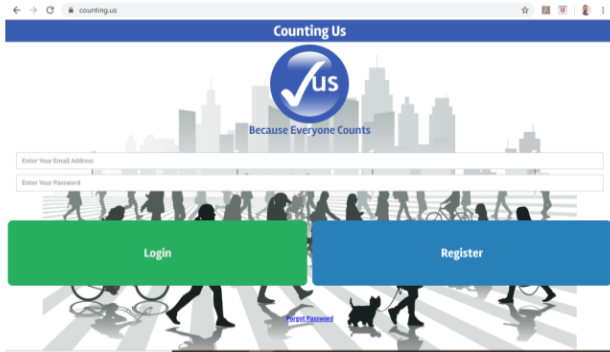 counting.us
Counting Us
us
Because Everyone Counts
Enter Your Email Address
Enter Your Password
Login
Register
Forgot Password